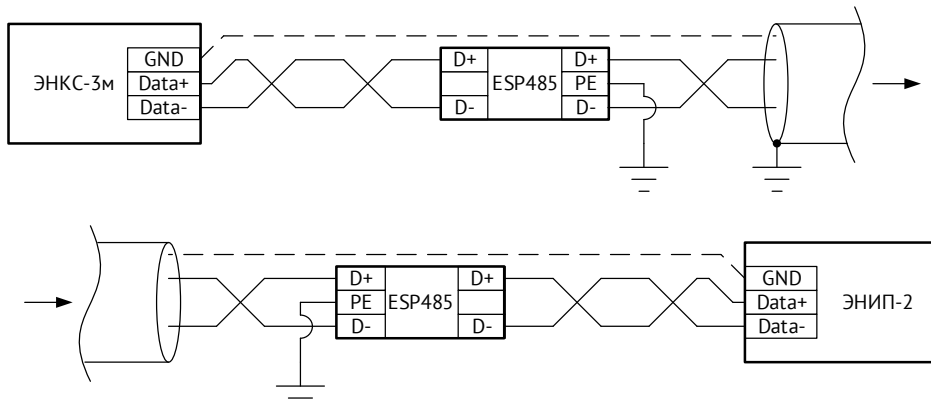 ЭНКС-3м
GND
Data+
Data-
D+
D-
ESP485
D+
PE
D-
D+
PE
D-
ESP485
D+
D-
GND
Data+
Data-
ЭНИП-2